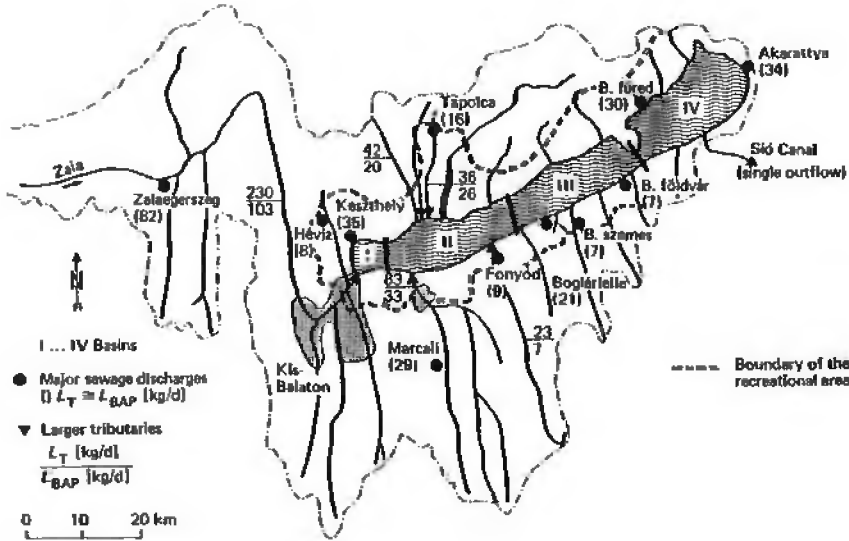 Akarattya
(34)
B. füred
(30)
IV
Tapolca
(16)
Sió Canal
(single outflow)
42
20
38
26
III
Zala
Zalaegerszeg
(82)
230
103
Keszthely
(35)
Hévíz
(8)
B. földvár
(7)
I
II
B. szemes
(7)
N
83
33
Fonyód
(9)
Boglárlelle
(21)
23
7
I ... IV Basins
Kis-
Balaton
Marcali
(29)
Major sewage discharges
() L_T ≅ L_BAP [kg/d]
Larger tributaries
L_T [kg/d]
L_BAP [kg/d]
Boundary of the
recreational area
0 10 20 km